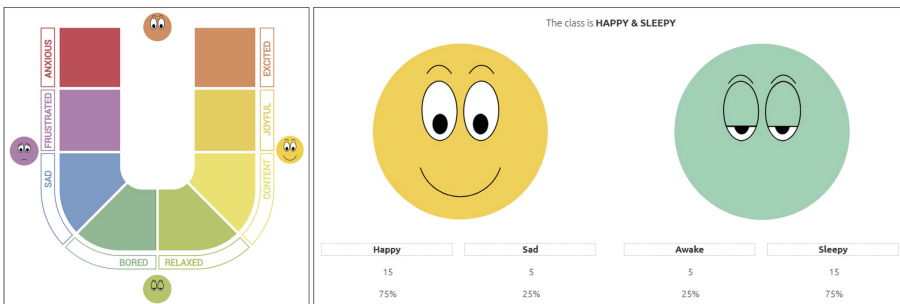 ANXIOUS
FRUSTRATED
SAD
BORED
RELAXED
CONTENT
JOYFUL
EXCITED
The class is HAPPY & SLEEPY
Happy Sad Awake Sleepy
15 5 5 15
75% 25% 25% 75%